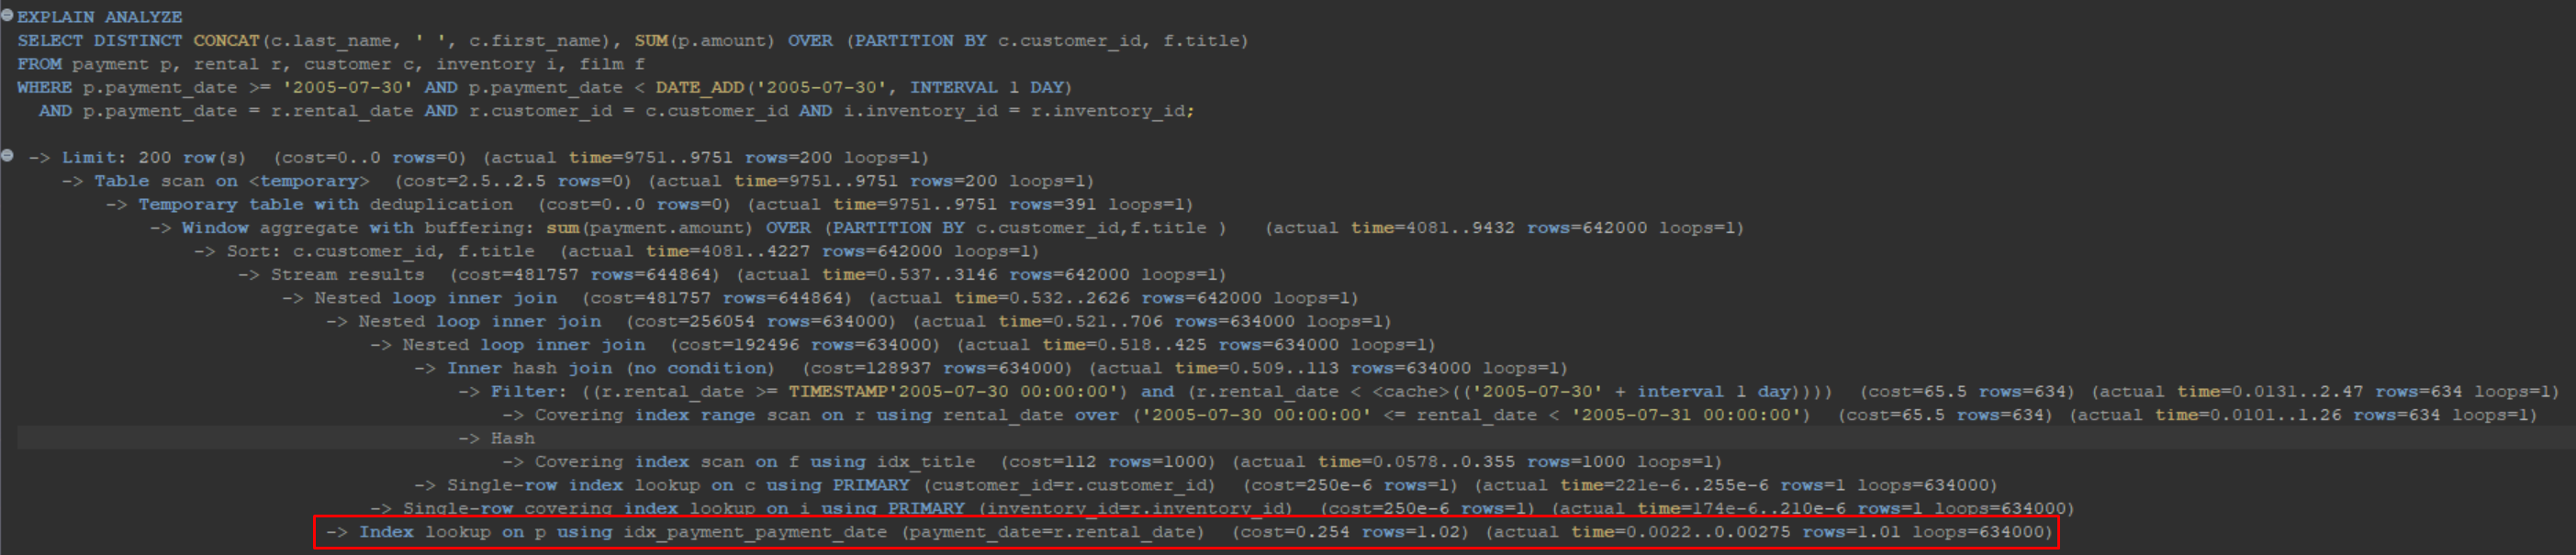 EXPLAIN ANALYZE
SELECT DISTINCT CONCAT(c.last_name, ' ', c.first_name), SUM(p.amount) OVER (PARTITION BY c.customer_id, f.title)
FROM payment p, rental r, customer c, inventory i, film f
WHERE p.payment_date >= '2005-07-30' AND p.payment_date < DATE_ADD('2005-07-30', INTERVAL 1 DAY)
AND p.payment_date = r.rental_date AND r.customer_id = c.customer_id AND i.inventory_id = r.inventory_id;
-> Limit: 200 row(s) (cost=0..0 rows=0) (actual time=9751..9751 rows=200 loops=1)
-> Table scan on <temporary> (cost=2.5..2.5 rows=0) (actual time=9751..9751 rows=200 loops=1)
-> Temporary table with deduplication (cost=0..0 rows=0) (actual time=9751..9751 rows=391 loops=1)
-> Window aggregate with buffering: sum(payment.amount) OVER (PARTITION BY c.customer_id,f.title ) (actual time=4081..9432 rows=642000 loops=1)
-> Sort: c.customer_id, f.title (actual time=4081..4227 rows=642000 loops=1)
-> Stream results (cost=481757 rows=644864) (actual time=0.537..3146 rows=642000 loops=1)
-> Nested loop inner join (cost=481757 rows=644864) (actual time=0.532..2626 rows=642000 loops=1)
-> Nested loop inner join (cost=256054 rows=634000) (actual time=0.521..706 rows=634000 loops=1)
-> Nested loop inner join (cost=192496 rows=634000) (actual time=0.518..425 rows=634000 loops=1)
-> Inner hash join (no condition) (cost=128937 rows=634000) (actual time=0.509..113 rows=634000 loops=1)
-> Filter: ((r.rental_date >= TIMESTAMP'2005-07-30 00:00:00') and (r.rental_date < <cache>(('2005-07-30' + interval 1 day)))) (cost=65.5 rows=634) (actual time=0.0131..2.47 rows=634 loops=1)
-> Covering index range scan on r using rental_date over ('2005-07-30 00:00:00' <= rental_date < '2005-07-31 00:00:00') (cost=65.5 rows=634) (actual time=0.0101..1.26 rows=634 loops=1)
-> Hash
-> Covering index scan on f using idx_title (cost=112 rows=1000) (actual time=0.0578..0.355 rows=1000 loops=1)
-> Single-row index lookup on c using PRIMARY (customer_id=r.customer_id) (cost=250e-6 rows=1) (actual time=221e-6..255e-6 rows=1 loops=634000)
-> Single-row covering index lookup on i using PRIMARY (inventory_id=r.inventory_id) (cost=250e-6 rows=1) (actual time=174e-6..210e-6 rows=1 loops=634000)
-> Index lookup on p using idx_payment_payment_date (payment_date=r.rental_date) (cost=0.254 rows=1.02) (actual time=0.0022..0.00275 rows=1.01 loops=634000)